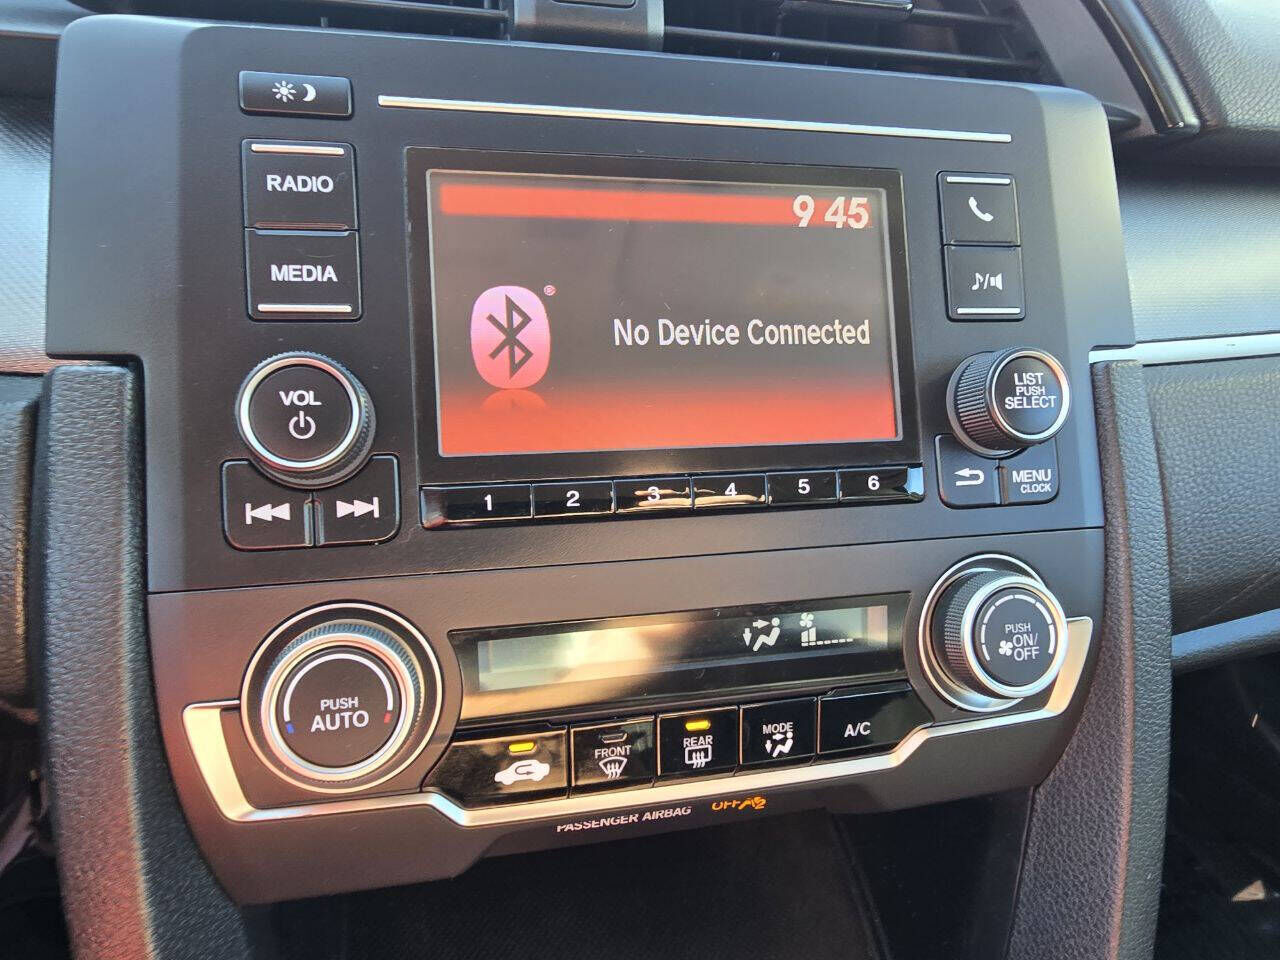 RADIO
MEDIA
9 45
®
No Device Connected
VOL
LIST
PUSH
SELECT
MENU
CLOCK
1 2 3 4 5 6
PUSH
AUTO
PUSH
ON/
OFF
FRONT
REAR
MODE
A/C
PASSENGER AIRBAG OFF